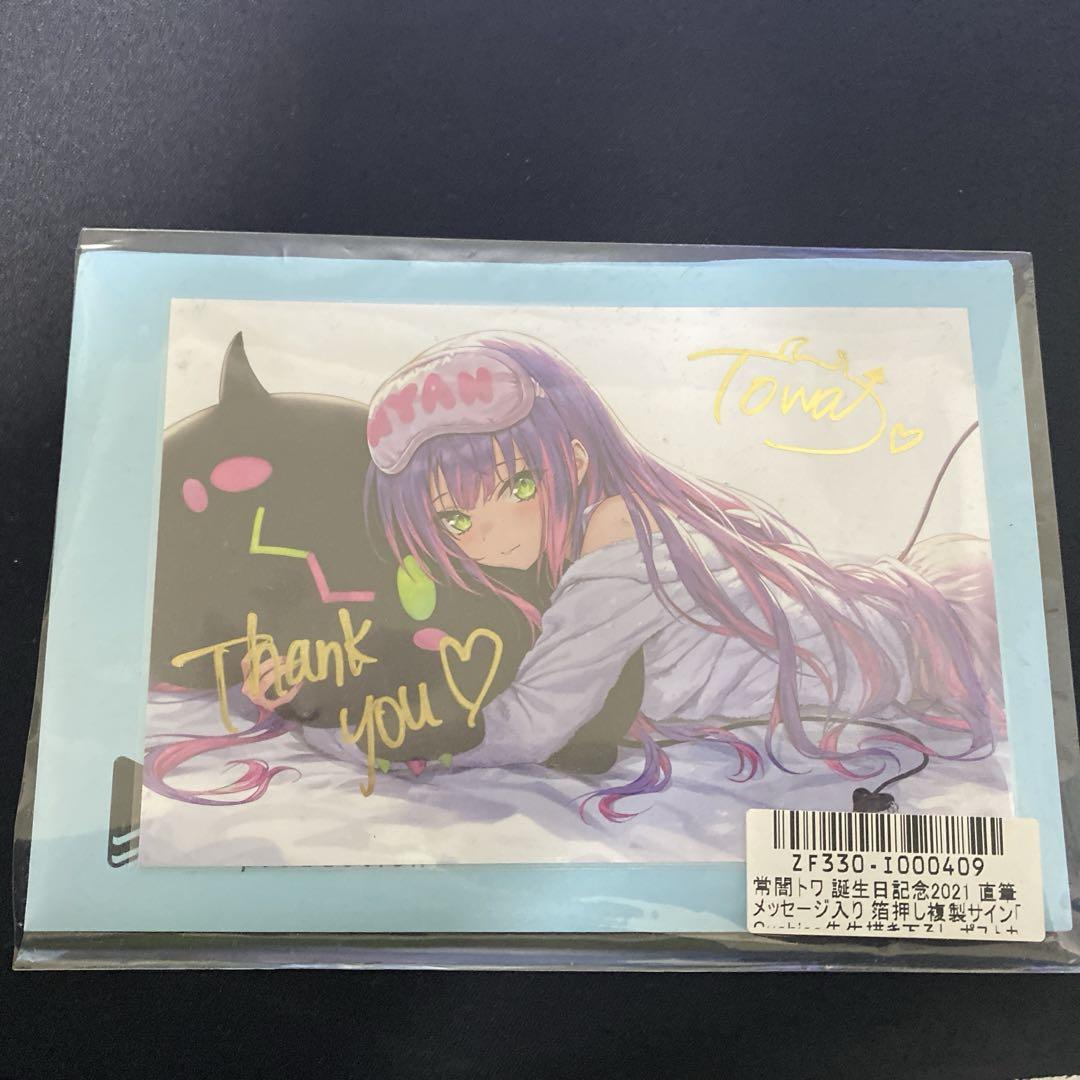 NYAN
Towa
Thank
you
ZF330-I000409
常闇トワ 誕生日記念2021 直筆
メッセージ入り 箔押し複製サイン「